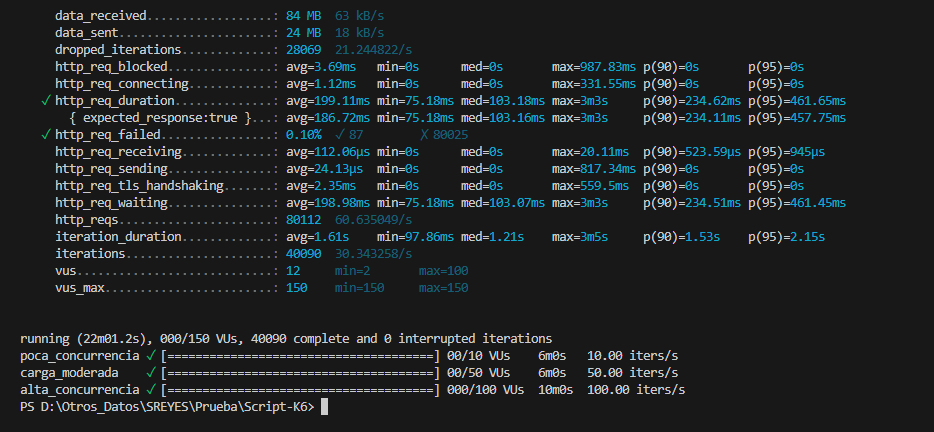 data_received..................: 84 MB  63 kB/s
data_sent......................: 24 MB  18 kB/s
dropped_iterations.............: 28069  21.244822/s
http_req_blocked...............: avg=3.69ms   min=0s      med=0s       max=987.83ms p(90)=0s       p(95)=0s
http_req_connecting............: avg=1.12ms   min=0s      med=0s       max=331.55ms p(90)=0s       p(95)=0s
✓ http_req_duration..............: avg=199.11ms min=75.18ms med=103.18ms max=3m3s     p(90)=234.62ms p(95)=461.65ms
{ expected_response:true }...: avg=186.72ms min=75.18ms med=103.16ms max=3m3s     p(90)=234.11ms p(95)=457.75ms
✓ http_req_failed................: 0.10%  ✓ 87        ✗ 80025
http_req_receiving.............: avg=112.06µs min=0s      med=0s       max=20.11ms  p(90)=523.59µs p(95)=945µs
http_req_sending...............: avg=24.13µs  min=0s      med=0s       max=817.34ms p(90)=0s       p(95)=0s
http_req_tls_handshaking.......: avg=2.35ms   min=0s      med=0s       max=559.5ms  p(90)=0s       p(95)=0s
http_req_waiting...............: avg=198.98ms min=75.18ms med=103.07ms max=3m3s     p(90)=234.51ms p(95)=461.45ms
http_reqs......................: 80112  60.635049/s
iteration_duration.............: avg=1.61s    min=97.86ms med=1.21s    max=3m5s     p(90)=1.53s    p(95)=2.15s
iterations.....................: 40090  30.343258/s
vus............................: 12     min=2       max=100
vus_max........................: 150    min=150     max=150
running (22m01.2s), 000/150 VUs, 40090 complete and 0 interrupted iterations
poca_concurrencia ✓ [======================================] 00/10 VUs    6m0s   10.00 iters/s
carga_moderada    ✓ [======================================] 00/50 VUs    6m0s   50.00 iters/s
alta_concurrencia ✓ [======================================] 000/100 VUs  10m0s  100.00 iters/s
PS D:\Otros_Datos\SREYES\Prueba\Script-K6>